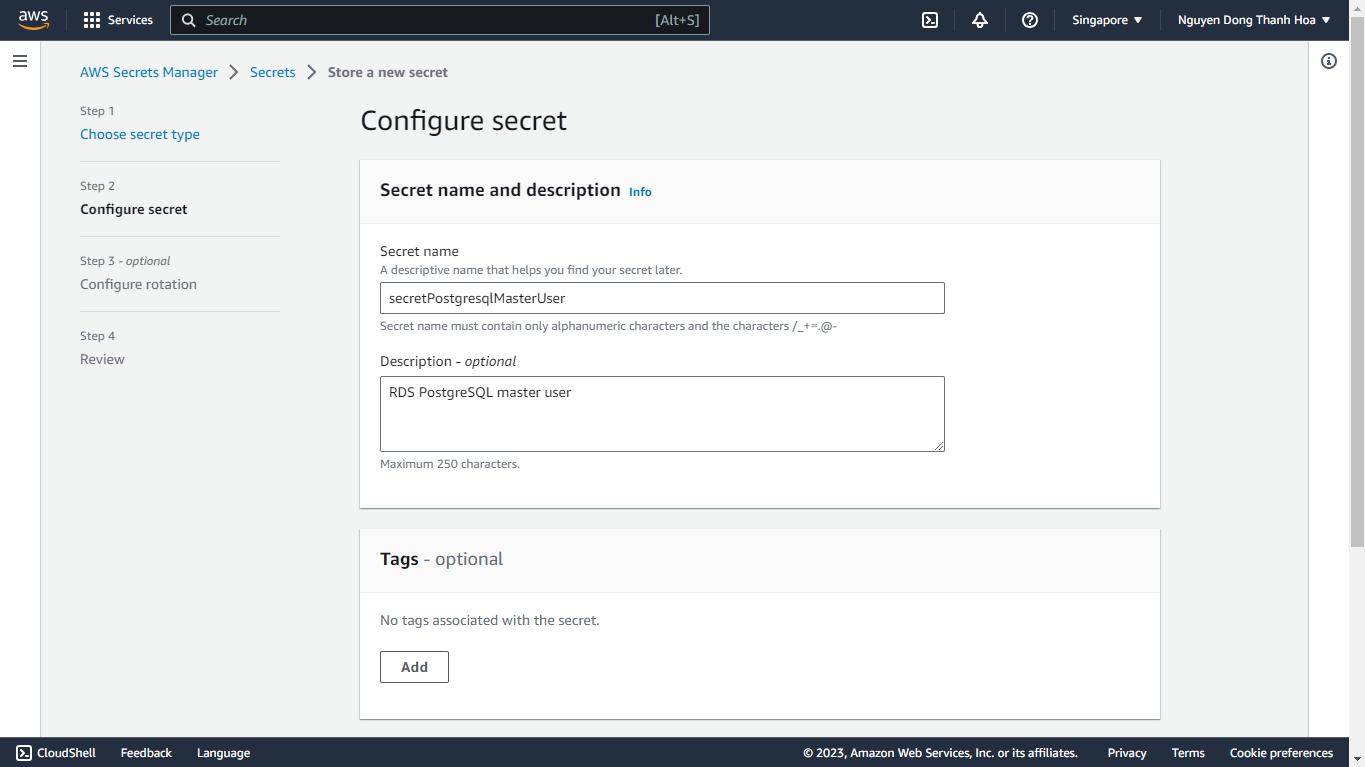 aws Services Search [Alt+S] Singapore ▼ Nguyen Dong Thanh Hoa ▼
AWS Secrets Manager > Secrets > Store a new secret
Step 1
Choose secret type
Step 2
Configure secret
Step 3 - optional
Configure rotation
Step 4
Review
Configure secret
Secret name and description Info
Secret name
A descriptive name that helps you find your secret later.
secretPostgresqlMasterUser
Secret name must contain only alphanumeric characters and the characters /_+=.@-
Description - optional
RDS PostgreSQL master user
Maximum 250 characters.
Tags - optional
No tags associated with the secret.
Add
CloudShell Feedback Language © 2023, Amazon Web Services, Inc. or its affiliates. Privacy Terms Cookie preferences